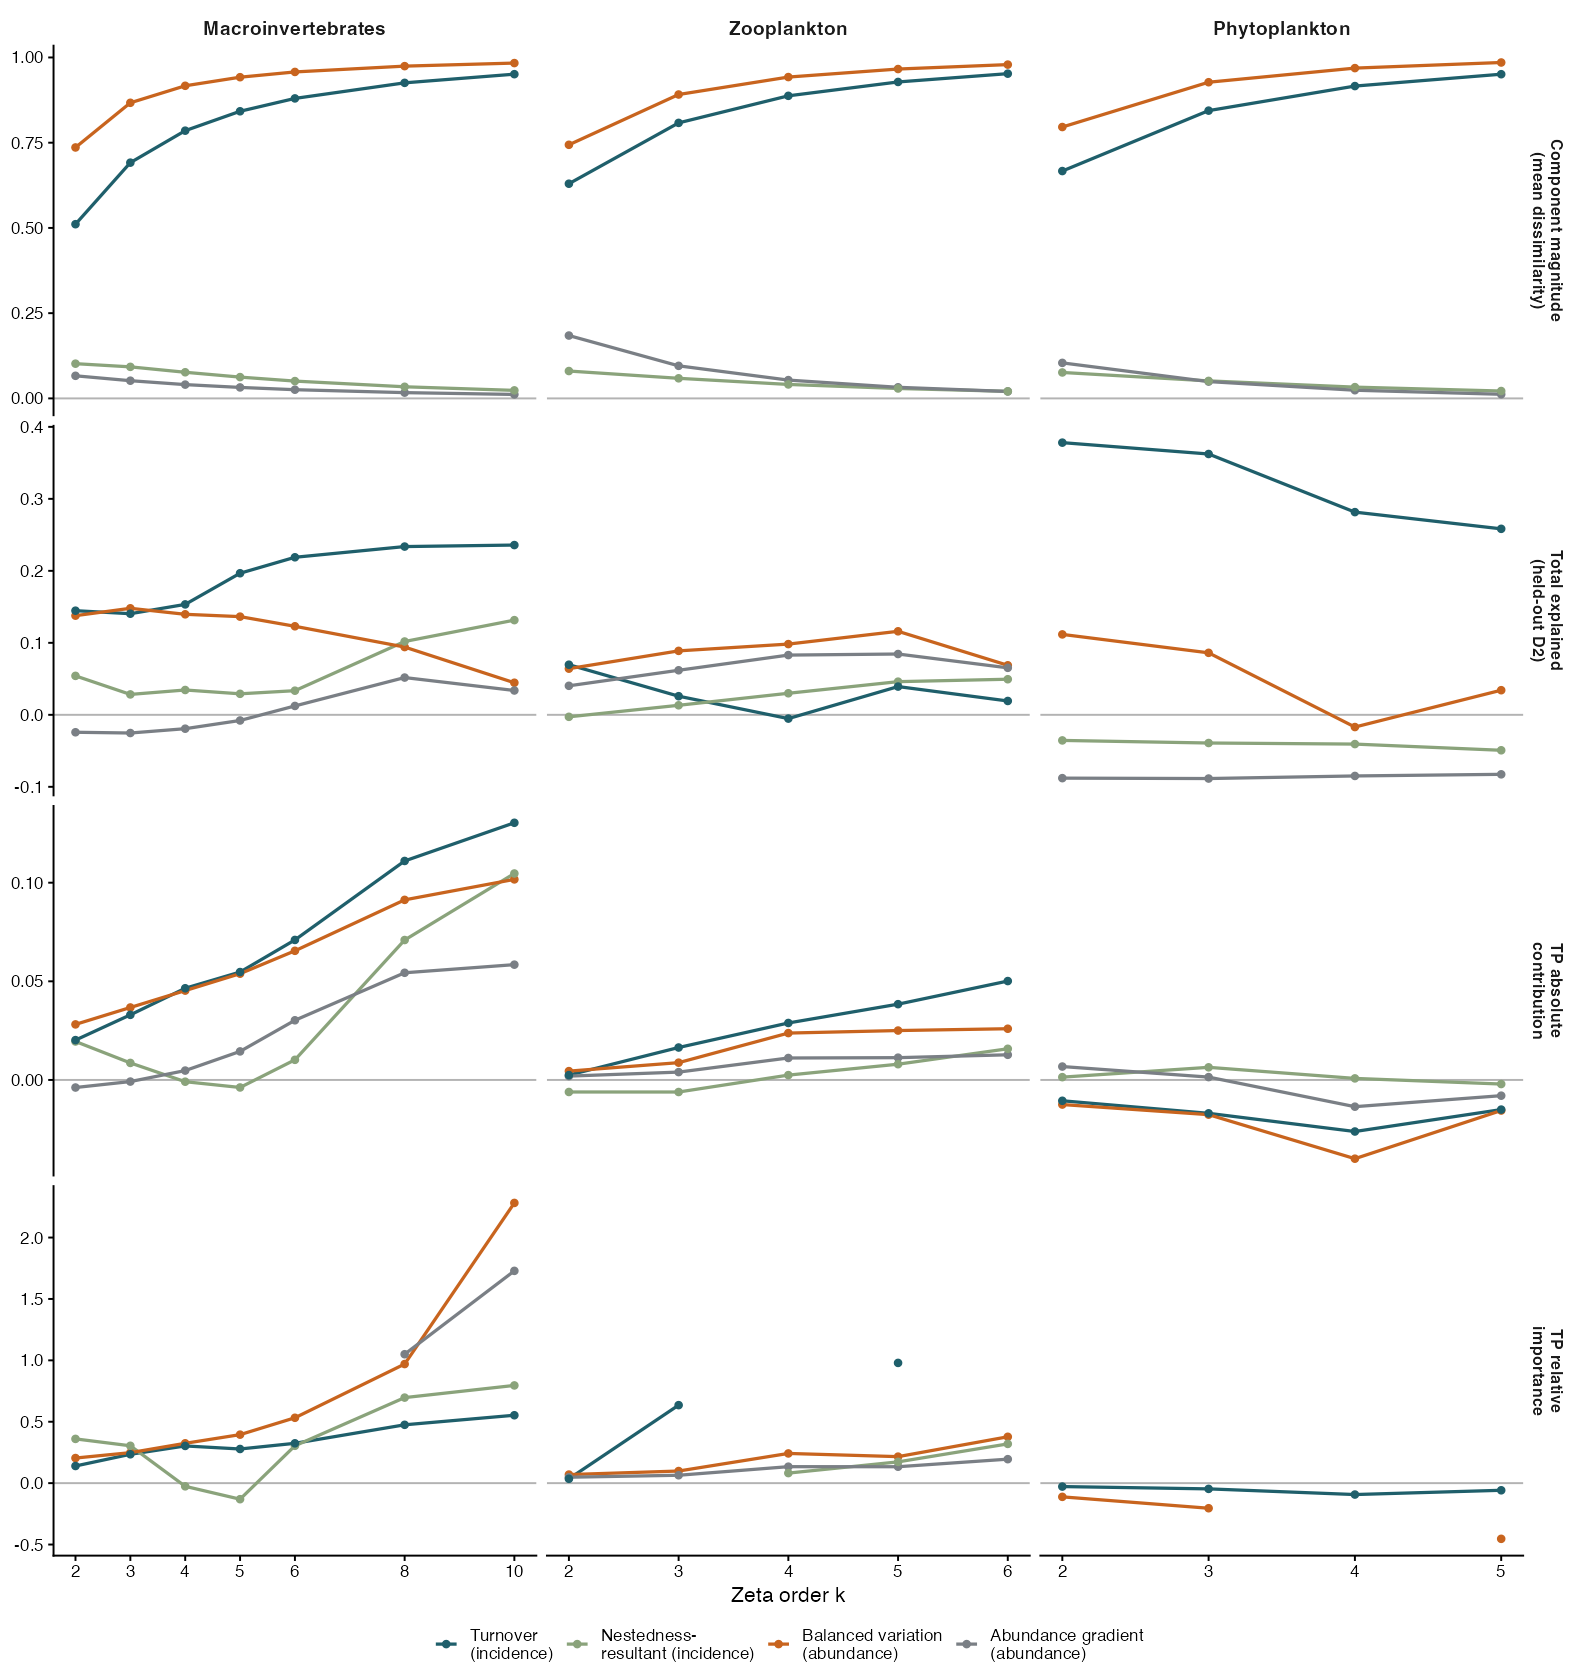 Macroinvertebrates
Zooplankton
Phytoplankton
1.00
0.75
0.50
0.25
0.00
Component magnitude
(mean dissimilarity)
0.4
0.3
0.2
0.1
0.0
-0.1
Total explained
(held-out D2)
0.10
0.05
0.00
TP absolute
contribution
2.0
1.5
1.0
0.5
0.0
-0.5
TP relative
importance
2 3 4 5 6 8 10
2 3 4 5 6
2 3 4 5
Zeta order k
Turnover
(incidence)
Nestedness-
resultant (incidence)
Balanced variation
(abundance)
Abundance gradient
(abundance)